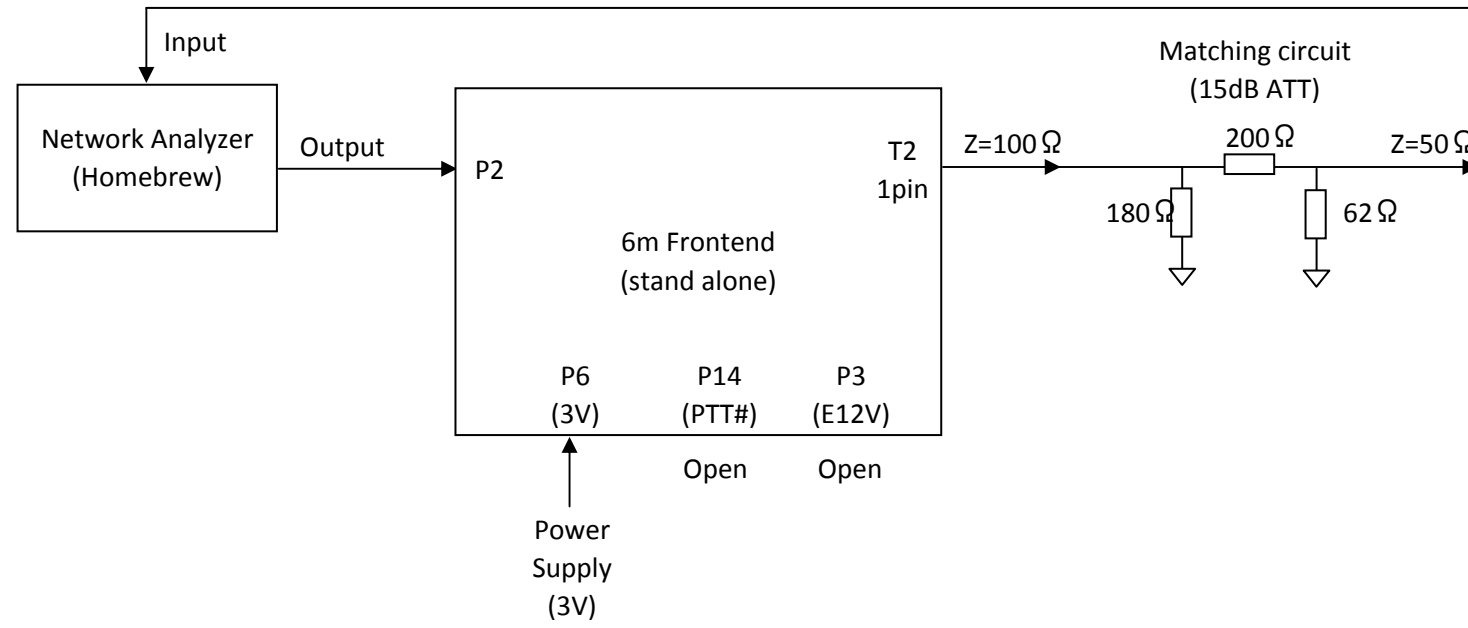 Input
Matching circuit
(15dB ATT)
Network Analyzer
(Homebrew)
Output
P2
T2
1pin
Z=100Ω
200Ω
Z=50Ω
180Ω
62Ω
6m Frontend
(stand alone)
P6
(3V)
P14
(PTT#)
P3
(E12V)
Open
Open
Power
Supply
(3V)